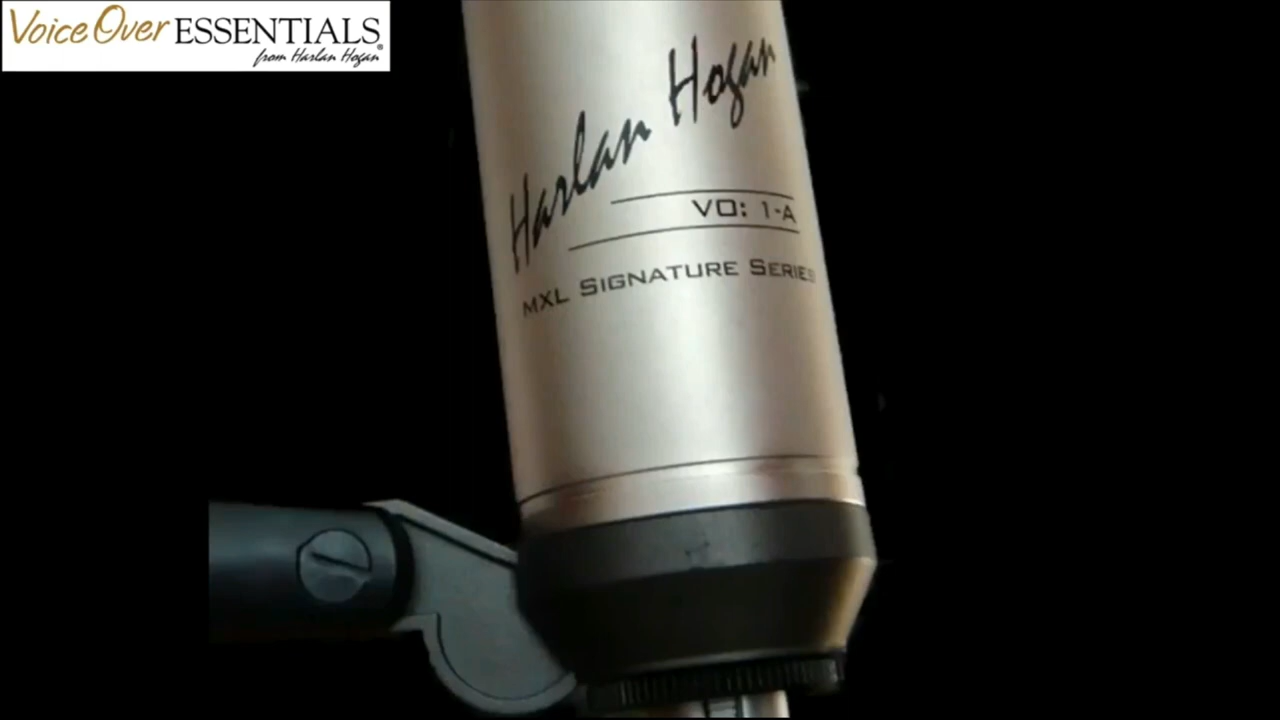 Voice Over ESSENTIALS®
from Harlan Hogan
Harlan Hogan
VO: 1-A
MXL SIGNATURE SERIES